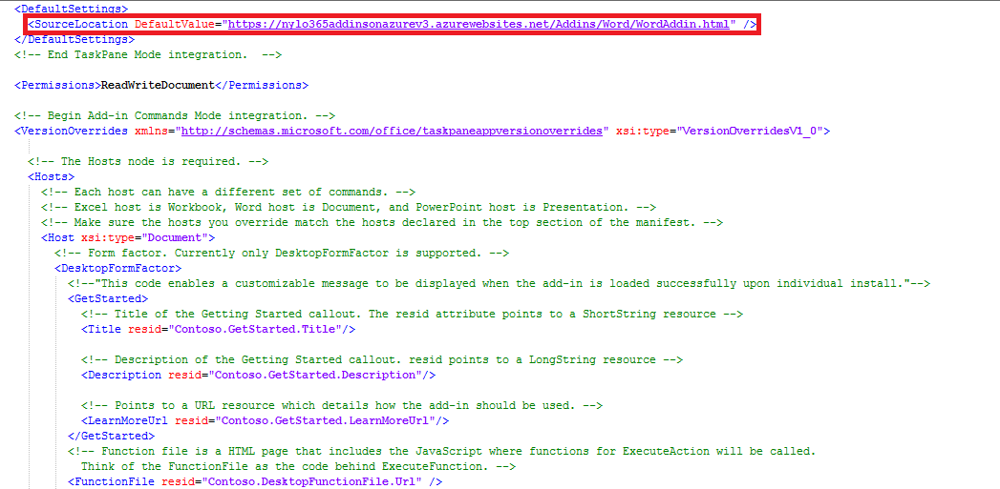 <DefaultSettings>
<SourceLocation DefaultValue="https://nylo365addinsonazurev3.azurewebsites.net/Addins/Word/WordAddin.html" />
</DefaultSettings>
<!-- End TaskPane Mode integration.  -->
<Permissions>ReadWriteDocument</Permissions>
<!-- Begin Add-in Commands Mode integration. -->
<VersionOverrides xmlns="http://schemas.microsoft.com/office/taskpaneappversionoverrides" xsi:type="VersionOverridesV1_0">
<!-- The Hosts node is required. -->
<Hosts>
<!-- Each host can have a different set of commands. -->
<!-- Excel host is Workbook, Word host is Document, and PowerPoint host is Presentation. -->
<!-- Make sure the hosts you override match the hosts declared in the top section of the manifest. -->
<Host xsi:type="Document">
<!-- Form factor. Currently only DesktopFormFactor is supported. -->
<DesktopFormFactor>
<!--"This code enables a customizable message to be displayed when the add-in is loaded successfully upon individual install."-->
<GetStarted>
<!-- Title of the Getting Started callout. The resid attribute points to a ShortString resource -->
<Title resid="Contoso.GetStarted.Title"/>
<!-- Description of the Getting Started callout. resid points to a LongString resource -->
<Description resid="Contoso.GetStarted.Description"/>
<!-- Points to a URL resource which details how the add-in should be used. -->
<LearnMoreUrl resid="Contoso.GetStarted.LearnMoreUrl"/>
</GetStarted>
<!-- Function file is a HTML page that includes the JavaScript where functions for ExecuteAction will be called.
Think of the FunctionFile as the code behind ExecuteFunction. -->
<FunctionFile resid="Contoso.DesktopFunctionFile.Url" />